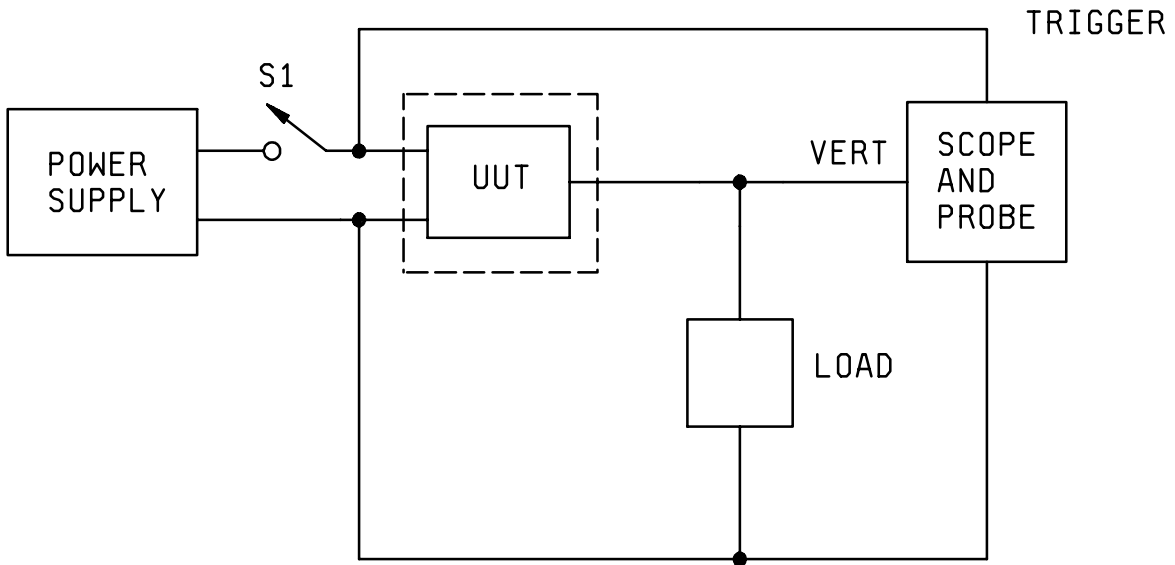 TRIGGER
S1
POWER
SUPPLY
UUT
VERT
SCOPE
AND
PROBE
LOAD